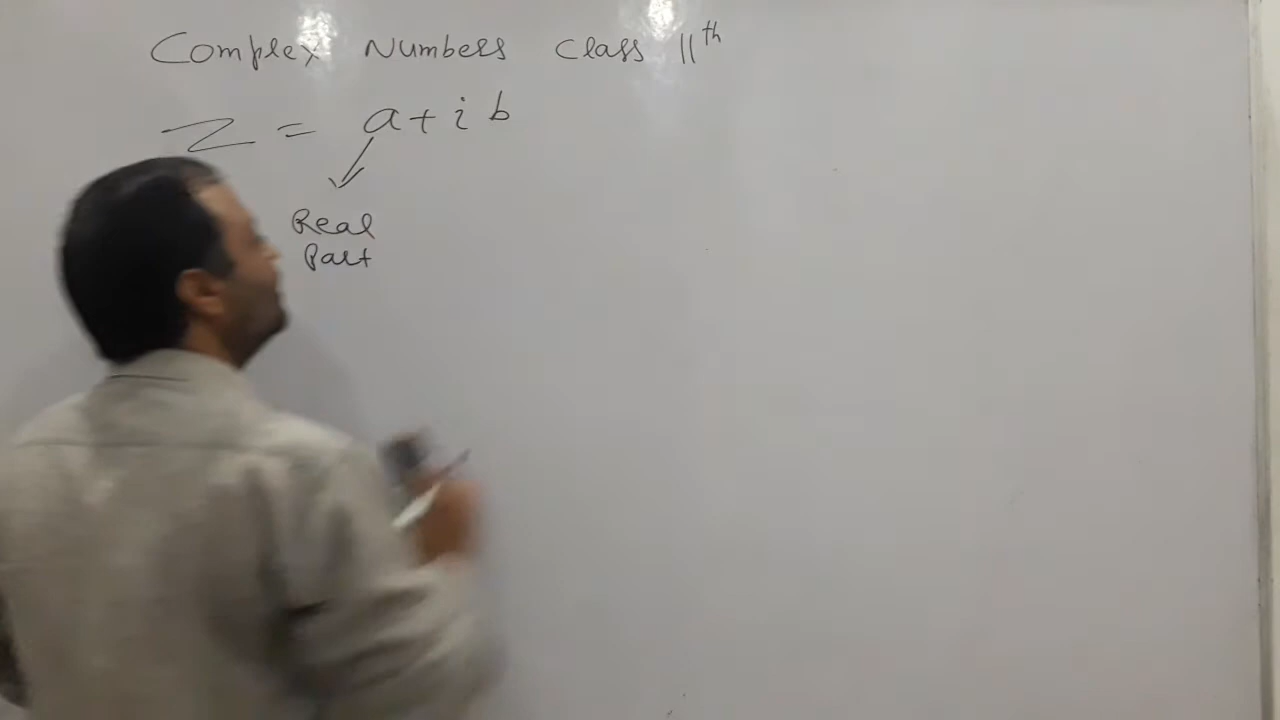 Complex Numbers Class 11th
Z = a + i b
Real
Part